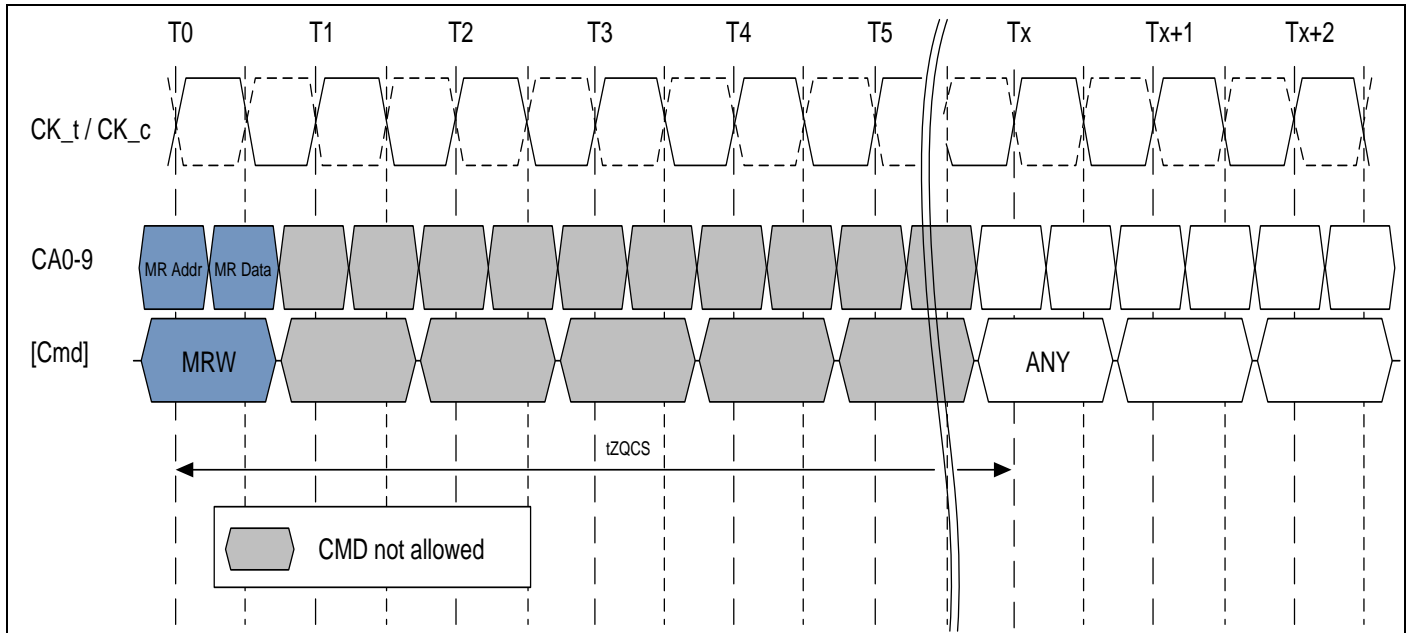 T0 T1 T2 T3 T4 T5 Tx Tx+1 Tx+2
CK_t / CK_c
CA0-9 MR Addr MR Data
[Cmd] MRW ANY
tZQCS
CMD not allowed